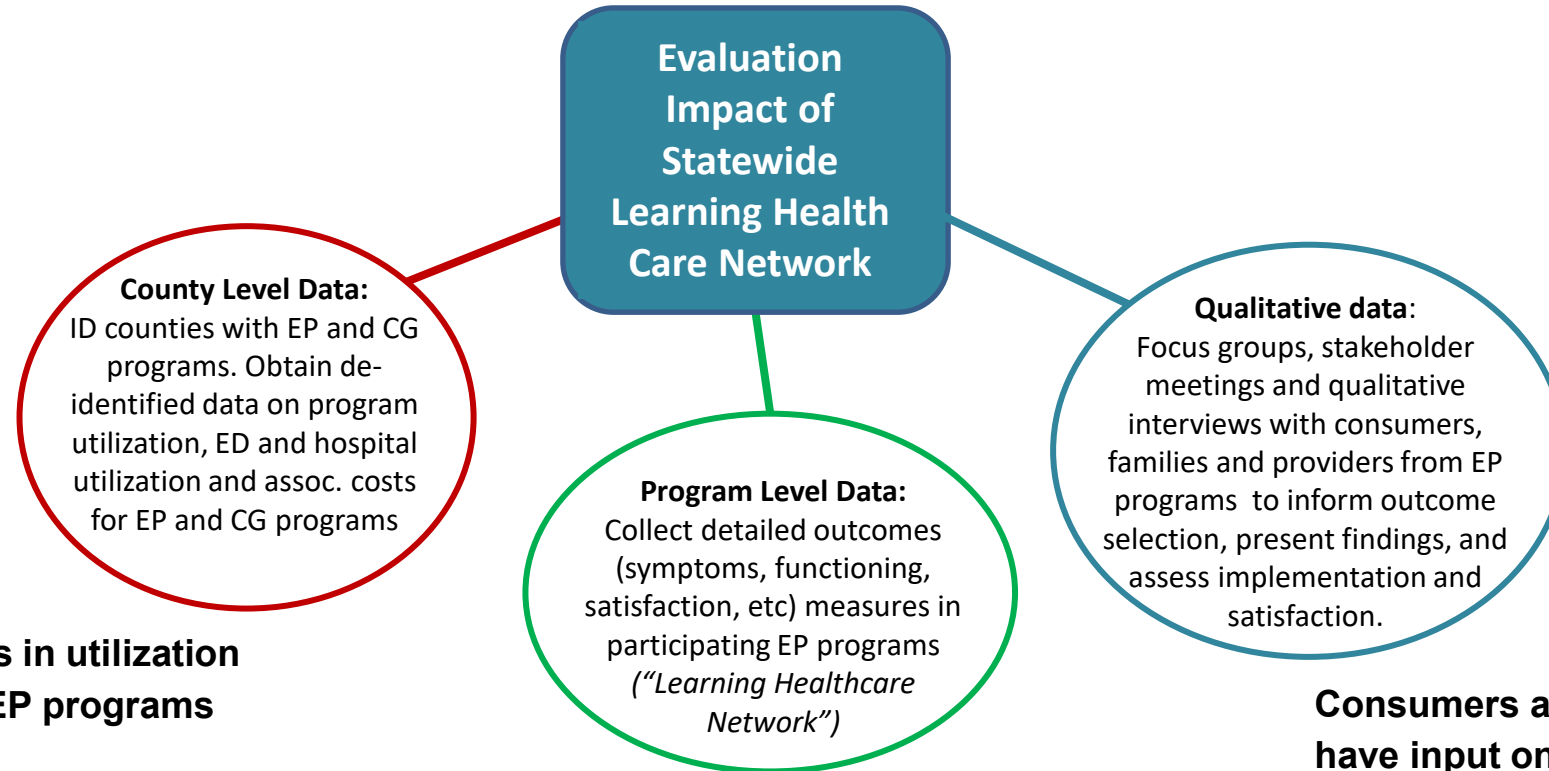 Evaluation
Impact of
Statewide
Learning Health
Care Network
County Level Data:
ID counties with EP and CG
programs. Obtain de-
identified data on program
utilization, ED and hospital
utilization and assoc. costs
for EP and CG programs
Program Level Data:
Collect detailed outcomes
(symptoms, functioning,
satisfaction, etc) measures in
participating EP programs
(“Learning Healthcare
Network”)
Qualitative data:
Focus groups, stakeholder
meetings and qualitative
interviews with consumers,
families and providers from EP
programs to inform outcome
selection, present findings, and
assess implementation and
satisfaction.
s in utilization
EP programs
Consumers a
have input on